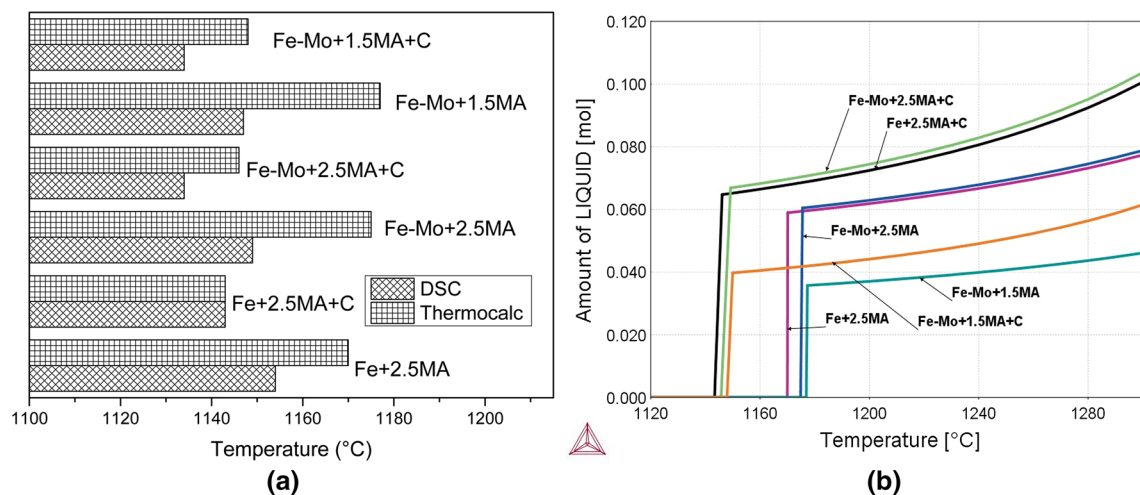 Fe-Mo+1.5MA+C
Fe-Mo+1.5MA
Fe-Mo+2.5MA+C
Fe-Mo+2.5MA
DSC
Thermocalc
Fe+2.5MA+C
Fe+2.5MA
1100 1120 1140 1160 1180 1200
Temperature (°C)
(a)
0.120
0.100
0.080
0.060
0.040
0.020
0.000
Amount of LIQUID [mol]
Fe-Mo+2.5MA+C
Fe+2.5MA+C
Fe-Mo+2.5MA
Fe-Mo+1.5MA
Fe+2.5MA
Fe-Mo+1.5MA+C
1120 1160 1200 1240 1280
Temperature [°C]
(b)